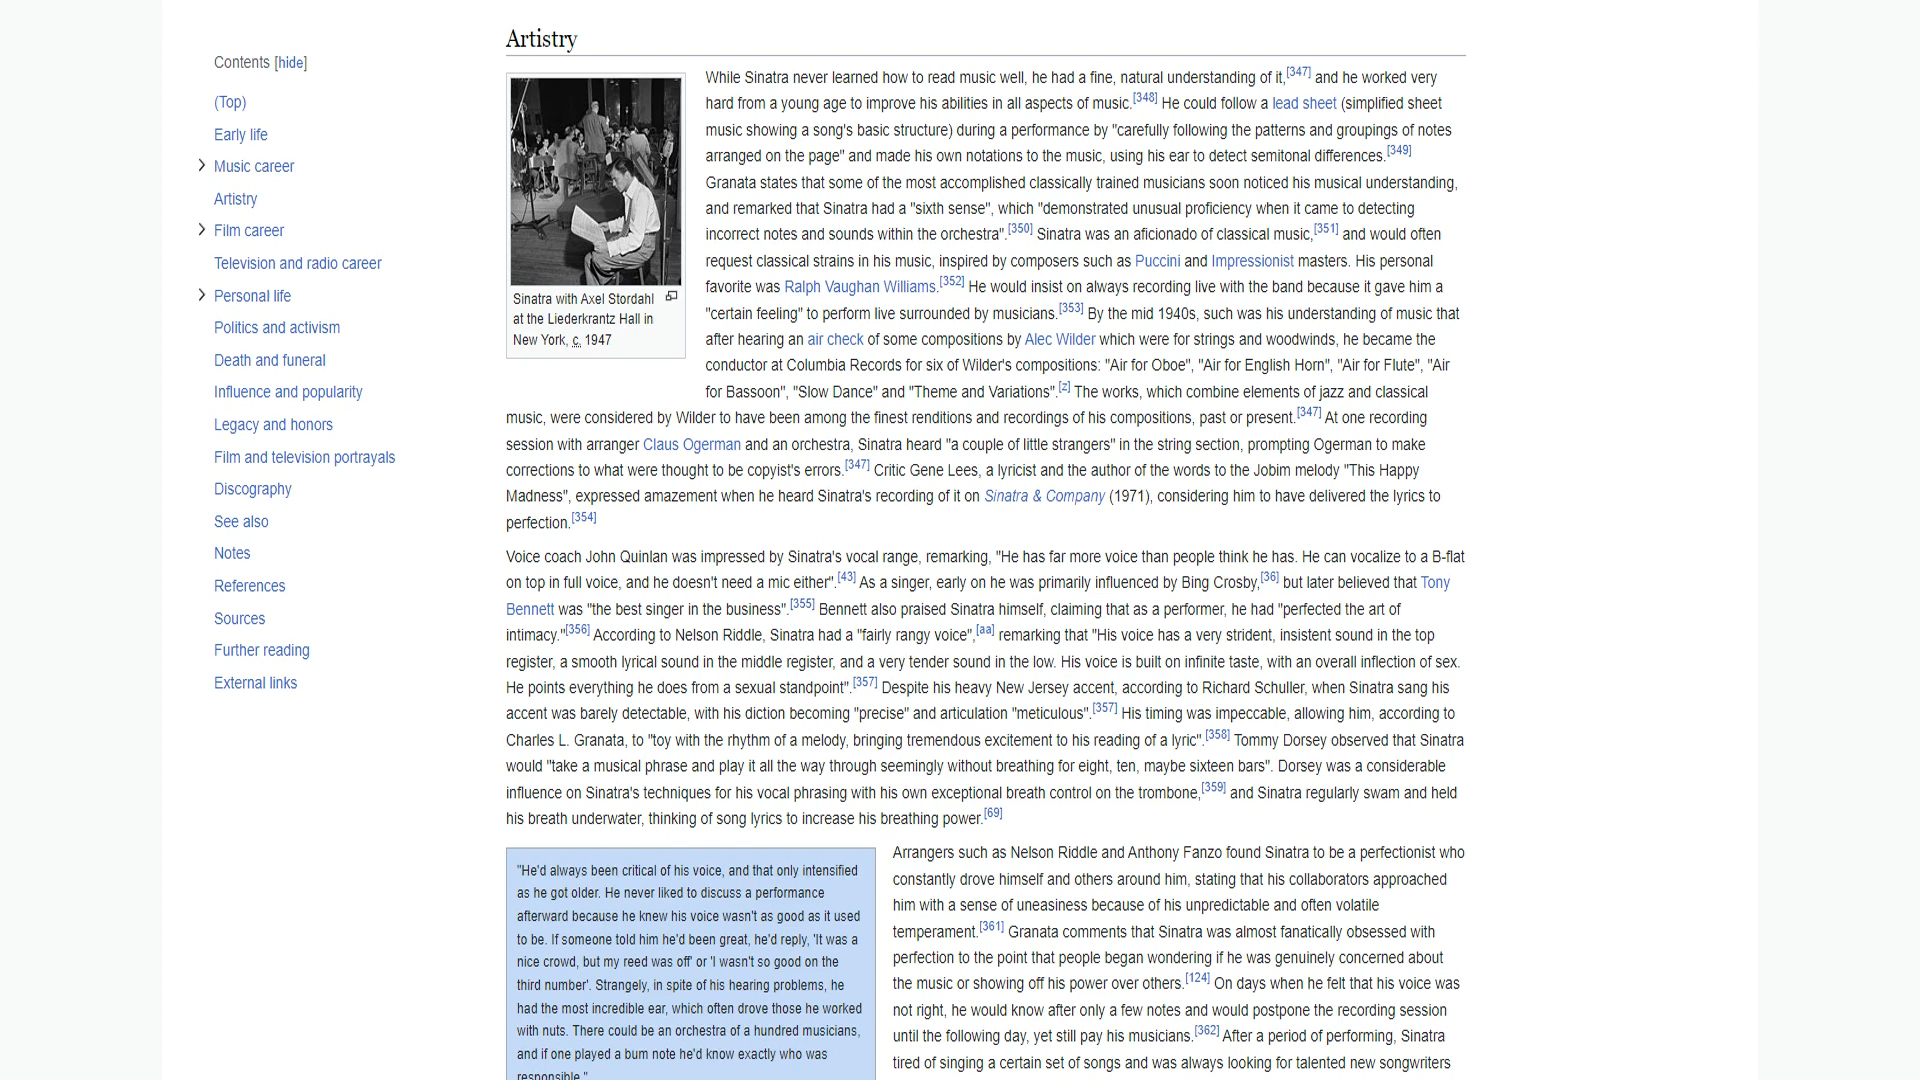 Contents [hide]
(Top)
Early life
Music career
Artistry
Film career
Television and radio career
Personal life
Politics and activism
Death and funeral
Influence and popularity
Legacy and honors
Film and television portrayals
Discography
See also
Notes
References
Sources
Further reading
External links
Artistry
Sinatra with Axel Stordahl
at the Liederkrantz Hall in
New York, c. 1947
While Sinatra never learned how to read music well, he had a fine, natural understanding of it,[347] and he worked very
hard from a young age to improve his abilities in all aspects of music.[348] He could follow a lead sheet (simplified sheet
music showing a song's basic structure) during a performance by "carefully following the patterns and groupings of notes
arranged on the page" and made his own notations to the music, using his ear to detect semitonal differences.[349]
Granata states that some of the most accomplished classically trained musicians soon noticed his musical understanding,
and remarked that Sinatra had a "sixth sense", which "demonstrated unusual proficiency when it came to detecting
incorrect notes and sounds within the orchestra".[350] Sinatra was an aficionado of classical music,[351] and would often
request classical strains in his music, inspired by composers such as Puccini and Impressionist masters. His personal
favorite was Ralph Vaughan Williams.[352] He would insist on always recording live with the band because it gave him a
"certain feeling" to perform live surrounded by musicians.[353] By the mid 1940s, such was his understanding of music that
after hearing an air check of some compositions by Alec Wilder which were for strings and woodwinds, he became the
conductor at Columbia Records for six of Wilder's compositions: "Air for Oboe", "Air for English Horn", "Air for Flute", "Air
for Bassoon", "Slow Dance" and "Theme and Variations".[z] The works, which combine elements of jazz and classical
music, were considered by Wilder to have been among the finest renditions and recordings of his compositions, past or present.[347] At one recording
session with arranger Claus Ogerman and an orchestra, Sinatra heard "a couple of little strangers" in the string section, prompting Ogerman to make
corrections to what were thought to be copyist's errors.[347] Critic Gene Lees, a lyricist and the author of the words to the Jobim melody "This Happy
Madness", expressed amazement when he heard Sinatra's recording of it on Sinatra & Company (1971), considering him to have delivered the lyrics to
perfection.[354]
Voice coach John Quinlan was impressed by Sinatra's vocal range, remarking, "He has far more voice than people think he has. He can vocalize to a B-flat
on top in full voice, and he doesn't need a mic either".[43] As a singer, early on he was primarily influenced by Bing Crosby,[36] but later believed that Tony
Bennett was "the best singer in the business".[355] Bennett also praised Sinatra himself, claiming that as a performer, he had "perfected the art of
intimacy."[356] According to Nelson Riddle, Sinatra had a "fairly rangy voice",[aa] remarking that "His voice has a very strident, insistent sound in the top
register, a smooth lyrical sound in the middle register, and a very tender sound in the low. His voice is built on infinite taste, with an overall inflection of sex.
He points everything he does from a sexual standpoint".[357] Despite his heavy New Jersey accent, according to Richard Schuller, when Sinatra sang his
accent was barely detectable, with his diction becoming "precise" and articulation "meticulous".[357] His timing was impeccable, allowing him, according to
Charles L. Granata, to "toy with the rhythm of a melody, bringing tremendous excitement to his reading of a lyric".[358] Tommy Dorsey observed that Sinatra
would "take a musical phrase and play it all the way through seemingly without breathing for eight, ten, maybe sixteen bars". Dorsey was a considerable
influence on Sinatra's techniques for his vocal phrasing with his own exceptional breath control on the trombone,[359] and Sinatra regularly swam and held
his breath underwater, thinking of song lyrics to increase his breathing power.[69]
"He'd always been critical of his voice, and that only intensified
as he got older. He never liked to discuss a performance
afterward because he knew his voice wasn't as good as it used
to be. If someone told him he'd been great, he'd reply, 'It was a
nice crowd, but my reed was off' or 'I wasn't so good on the
third number'. Strangely, in spite of his hearing problems, he
had the most incredible ear, which often drove those he worked
with nuts. There could be an orchestra of a hundred musicians,
and if one played a bum note he'd know exactly who was
responsible."
Arrangers such as Nelson Riddle and Anthony Fanzo found Sinatra to be a perfectionist who
constantly drove himself and others around him, stating that his collaborators approached
him with a sense of uneasiness because of his unpredictable and often volatile
temperament.[361] Granata comments that Sinatra was almost fanatically obsessed with
perfection to the point that people began wondering if he was genuinely concerned about
the music or showing off his power over others.[124] On days when he felt that his voice was
not right, he would know after only a few notes and would postpone the recording session
until the following day, yet still pay his musicians.[362] After a period of performing, Sinatra
tired of singing a certain set of songs and was always looking for talented new songwriters